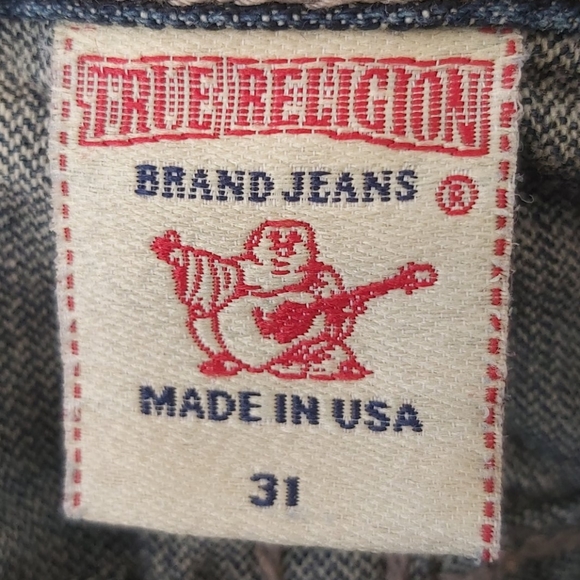 TRUE RELIGION
BRAND JEANS ®
MADE IN USA
31